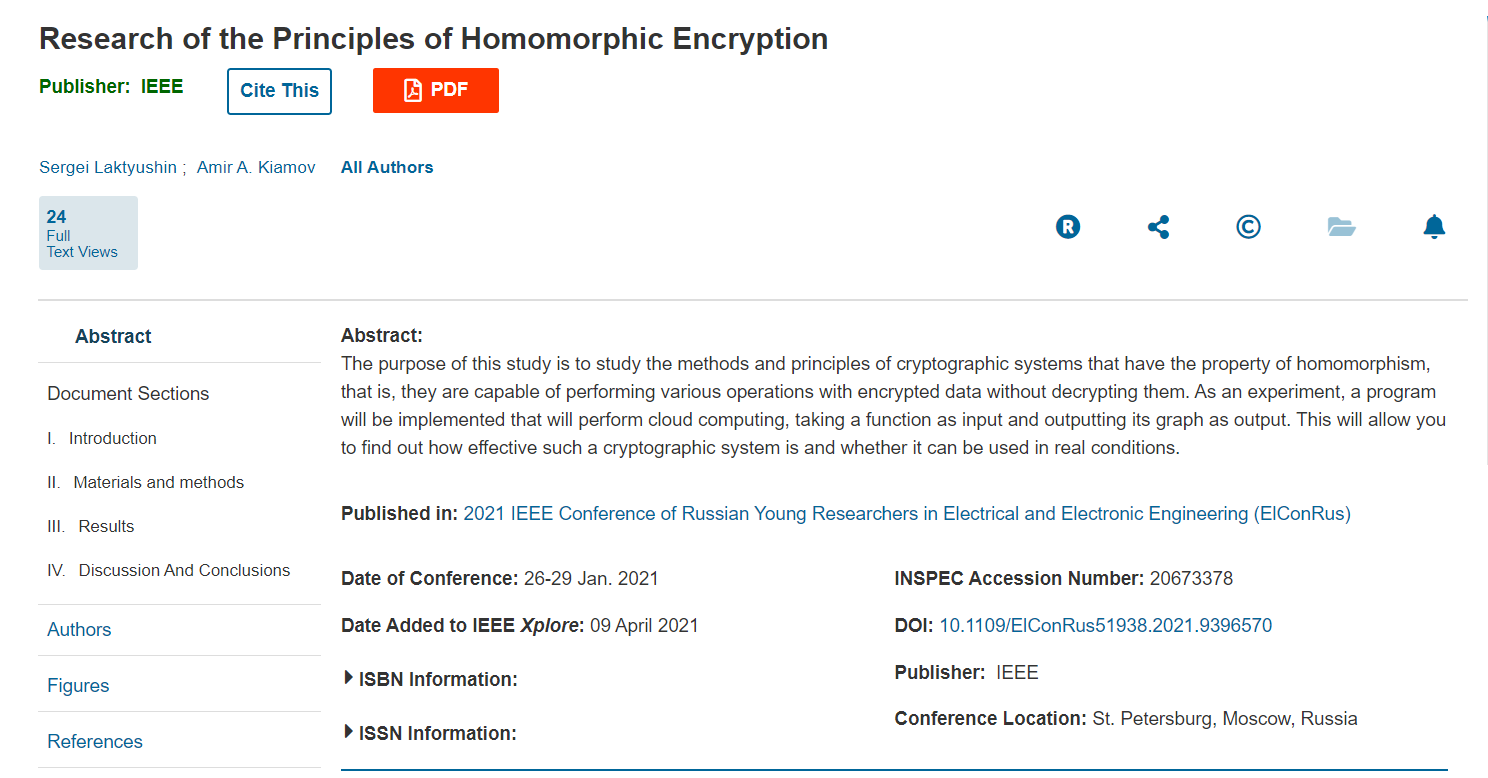 Research of the Principles of Homomorphic Encryption
Publisher: IEEE
Cite This
PDF
Sergei Laktyushin ; Amir A. Kiamov All Authors
24
Full
Text Views
R
©
Abstract
Document Sections
I. Introduction
II. Materials and methods
III. Results
IV. Discussion And Conclusions
Authors
Figures
References
Abstract:
The purpose of this study is to study the methods and principles of cryptographic systems that have the property of homomorphism,
that is, they are capable of performing various operations with encrypted data without decrypting them. As an experiment, a program
will be implemented that will perform cloud computing, taking a function as input and outputting its graph as output. This will allow you
to find out how effective such a cryptographic system is and whether it can be used in real conditions.
Published in: 2021 IEEE Conference of Russian Young Researchers in Electrical and Electronic Engineering (ElConRus)
Date of Conference: 26-29 Jan. 2021
Date Added to IEEE Xplore: 09 April 2021
ISBN Information:
ISSN Information:
INSPEC Accession Number: 20673378
DOI: 10.1109/ElConRus51938.2021.9396570
Publisher: IEEE
Conference Location: St. Petersburg, Moscow, Russia